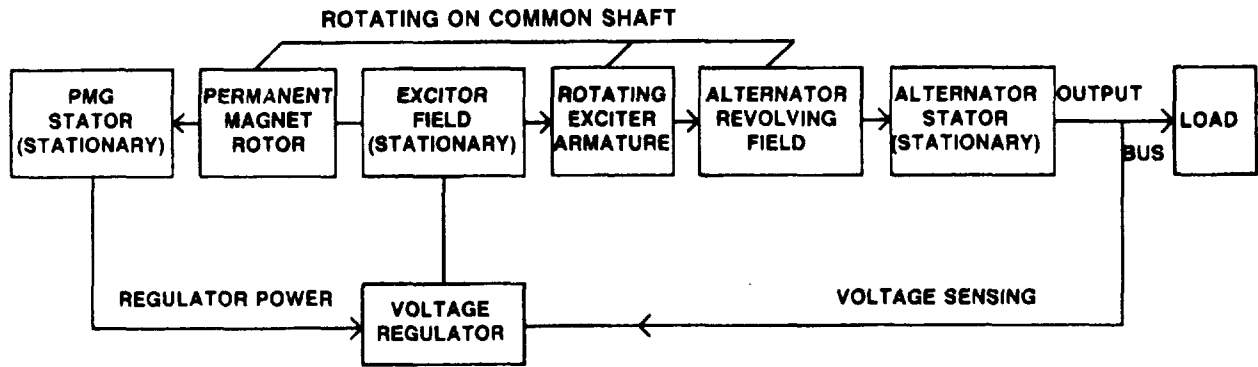 ROTATING ON COMMON SHAFT
PMG
STATOR
(STATIONARY)
PERMANENT
MAGNET
ROTOR
EXCITOR
FIELD
(STATIONARY)
ROTATING
EXCITER
ARMATURE
ALTERNATOR
REVOLVING
FIELD
ALTERNATOR
STATOR
(STATIONARY)
OUTPUT
BUS
LOAD
REGULATOR POWER
VOLTAGE
REGULATOR
VOLTAGE SENSING